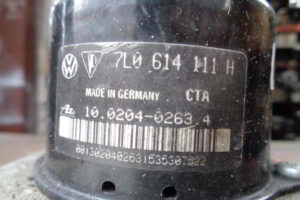 7L0 614 111 H
MADE IN GERMANY CTA
10.0204-0263.4